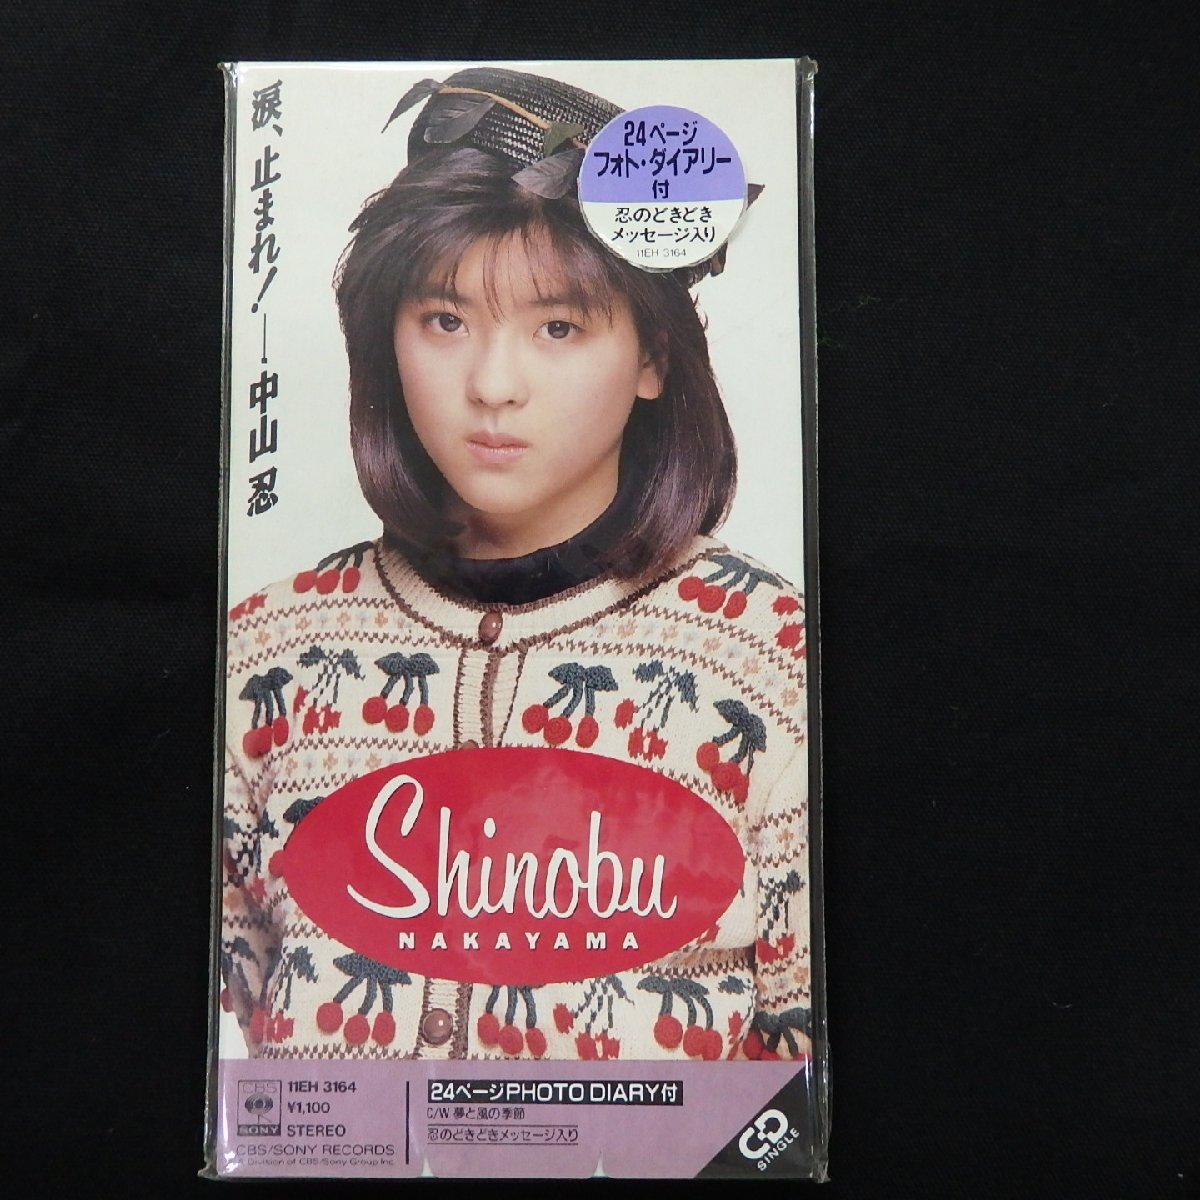 涙、止まれ!——中山忍
24ページ
フォト・ダイアリー
付
忍のどきどき
メッセージ入り
11EH 3164
Shinobu
NAKAYAMA
CBS
SONY
11EH 3164
¥1,100
STEREO
CBS/SONY RECORDS
A Division of CBS/Sony Group Inc.
24ページPHOTO DIARY付
C/W 夢と風の季節
忍のどきどきメッセージ入り
CD
SINGLE